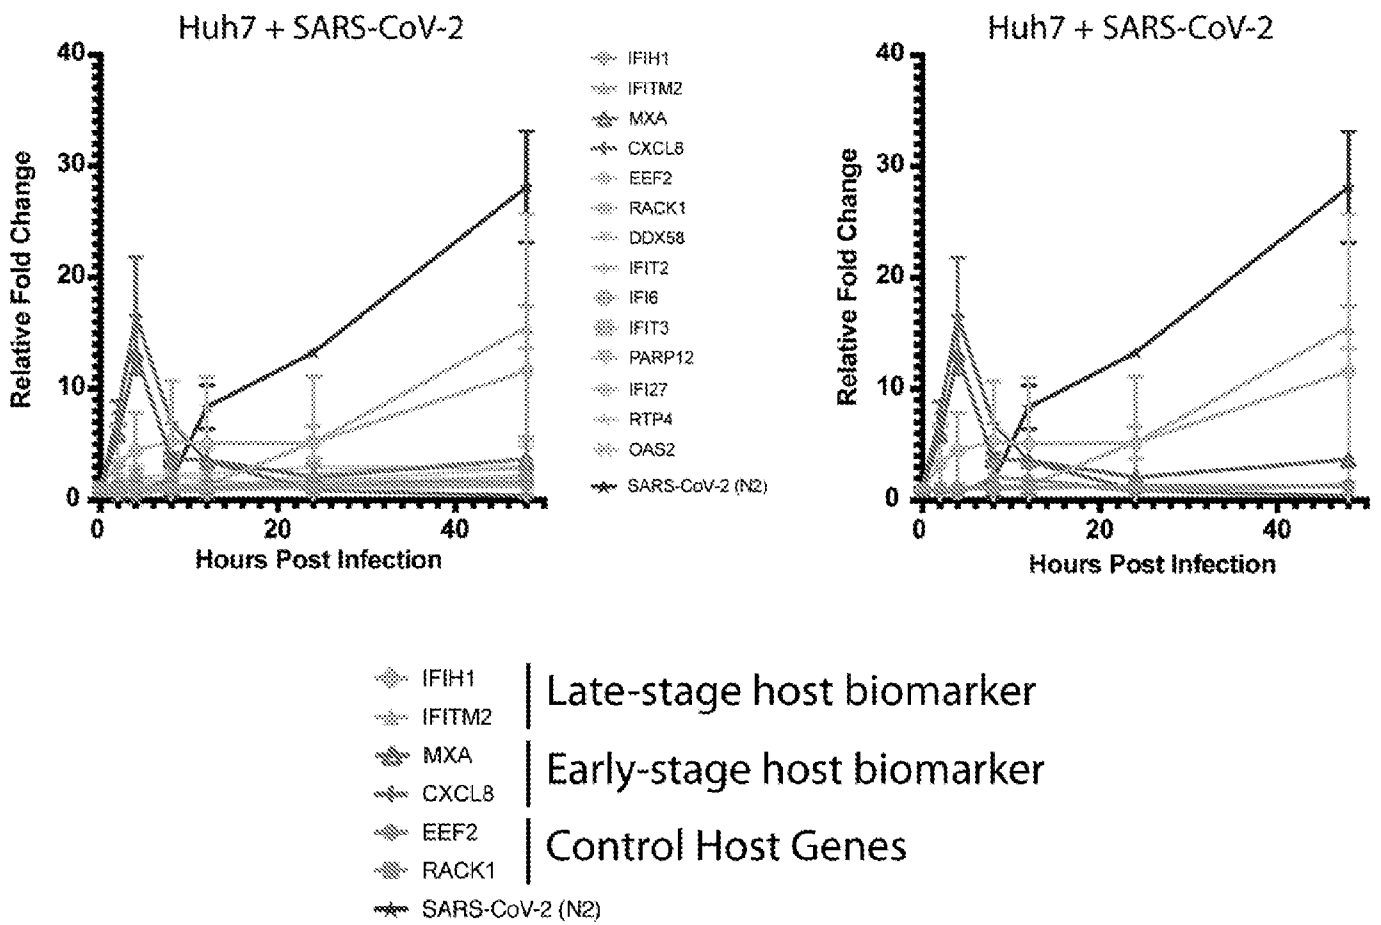 Huh7 + SARS-CoV-2
40
30
20
10
0
Relative Fold Change
0
20
40
Hours Post Infection
IFIH1
IFITM2
MXA
CXCL8
EEF2
RACK1
DDX58
IFIT2
IFI6
IFIT3
PARP12
IFI27
RTP4
OAS2
SARS-CoV-2 (N2)
Huh7 + SARS-CoV-2
40
30
20
10
0
Relative Fold Change
0
20
40
Hours Post Infection
IFIH1
IFITM2
Late-stage host biomarker
MXA
CXCL8
Early-stage host biomarker
EEF2
RACK1
Control Host Genes
SARS-CoV-2 (N2)